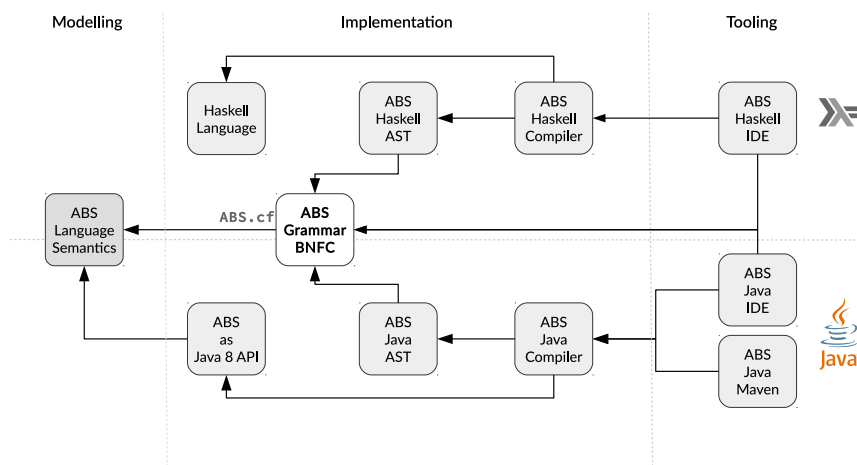 Modelling
Implementation
Tooling
Haskell
Language
ABS
Haskell
AST
ABS
Haskell
Compiler
ABS
Haskell
IDE
ABS
Language
Semantics
ABS.cf
ABS
Grammar
BNFC
ABS
as
Java 8 API
ABS
Java
AST
ABS
Java
Compiler
ABS
Java
IDE
ABS
Java
Maven
Java